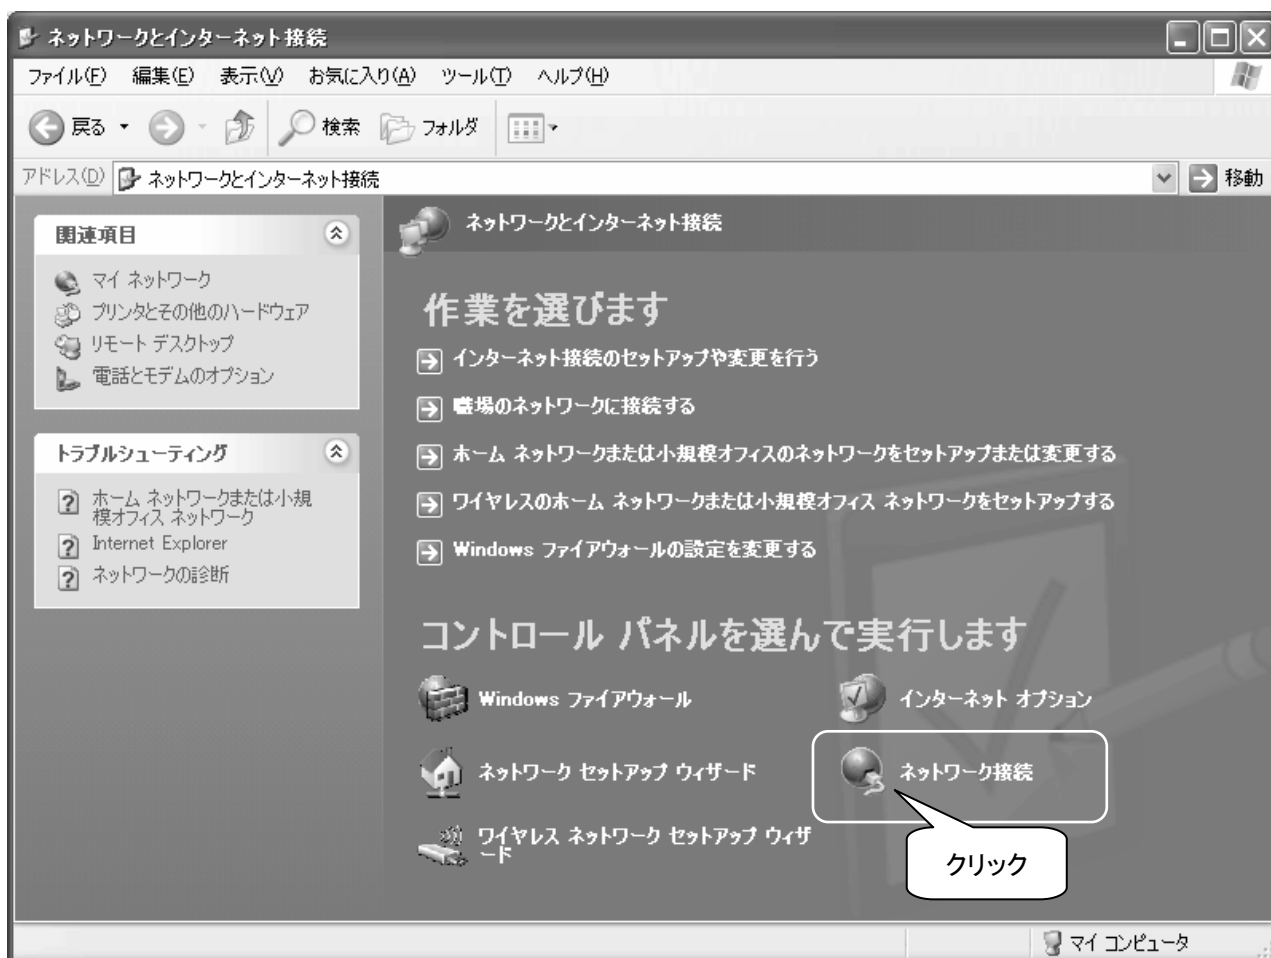 ネットワークとインターネット接続
ファイル(F) 編集(E) 表示(V) お気に入り(A) ツール(T) ヘルプ(H)
戻る 検索 フォルダ
アドレス(D) ネットワークとインターネット接続 移動
関連項目
マイ ネットワーク
プリンタとその他のハードウェア
リモート デスクトップ
電話とモデムのオプション
トラブルシューティング
ホーム ネットワークまたは小規
模オフィス ネットワーク
Internet Explorer
ネットワークの診断
ネットワークとインターネット接続
作業を選びます
インターネット接続のセットアップや変更を行う
職場のネットワークに接続する
ホーム ネットワークまたは小規模オフィスのネットワークをセットアップまたは変更する
ワイヤレスのホーム ネットワークまたは小規模オフィス ネットワークをセットアップする
Windows ファイアウォールの設定を変更する
コントロール パネルを選んで実行します
Windows ファイアウォール
インターネット オプション
ネットワーク セットアップ ウィザード
ネットワーク接続
ワイヤレス ネットワーク セットアップ ウィザ
ード
クリック
マイ コンピュータ